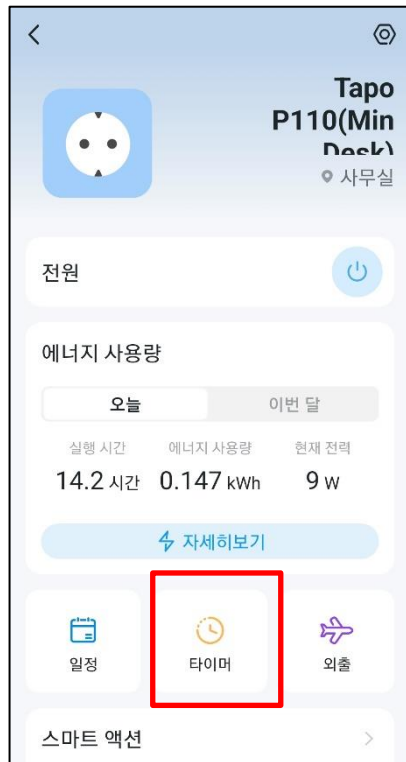 Tapo
P110(Min
Desk)
사무실
전원
에너지 사용량
오늘 이번 달
실행 시간 에너지 사용량 현재 전력
14.2 시간 0.147 kWh 9 W
자세히보기
일정 타이머 외출
스마트 액션